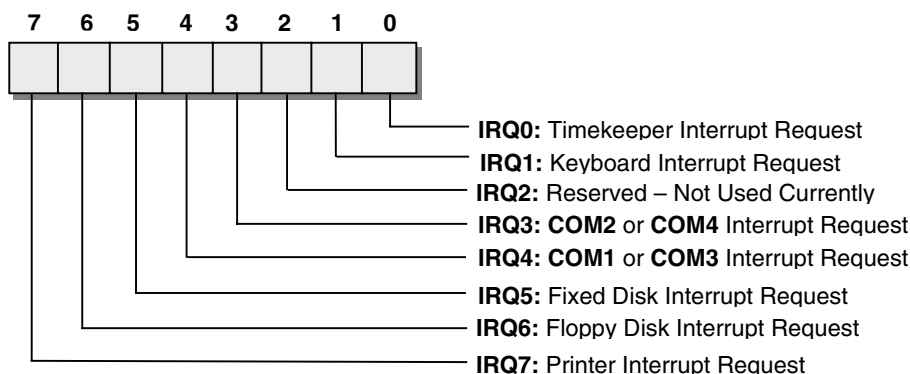 7 6 5 4 3 2 1 0
IRQ0: Timekeeper Interrupt Request
IRQ1: Keyboard Interrupt Request
IRQ2: Reserved – Not Used Currently
IRQ3: COM2 or COM4 Interrupt Request
IRQ4: COM1 or COM3 Interrupt Request
IRQ5: Fixed Disk Interrupt Request
IRQ6: Floppy Disk Interrupt Request
IRQ7: Printer Interrupt Request